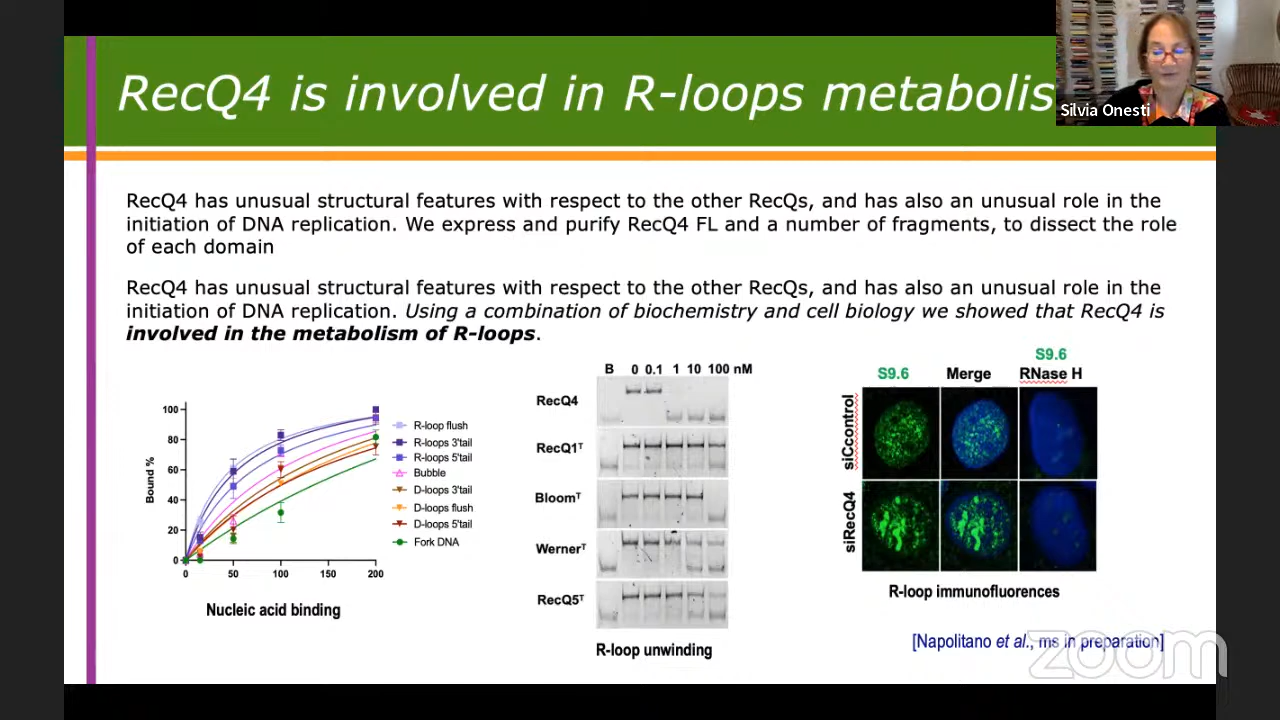 RecQ4 is involved in R-loops metabolis
Silvia Onesti
RecQ4 has unusual structural features with respect to the other RecQs, and has also an unusual role in the
initiation of DNA replication. We express and purify RecQ4 FL and a number of fragments, to dissect the role
of each domain
RecQ4 has unusual structural features with respect to the other RecQs, and has also an unusual role in the
initiation of DNA replication. Using a combination of biochemistry and cell biology we showed that RecQ4 is
involved in the metabolism of R-loops.
Bound %
100
80
60
40
20
0
0 50 100 150 200
R-loop flush
R-loops 3'tail
R-loops 5'tail
Bubble
D-loops 3'tail
D-loops flush
D-loops 5'tail
Fork DNA
Nucleic acid binding
B 0 0.1 1 10 100 nM
RecQ4
RecQ1ᵀ
Bloomᵀ
Wernerᵀ
RecQ5ᵀ
R-loop unwinding
S9.6
S9.6 Merge RNase H
siCcontrol
siRecQ4
R-loop immunofluorences
[Napolitano et al., ms in preparation]
zoom